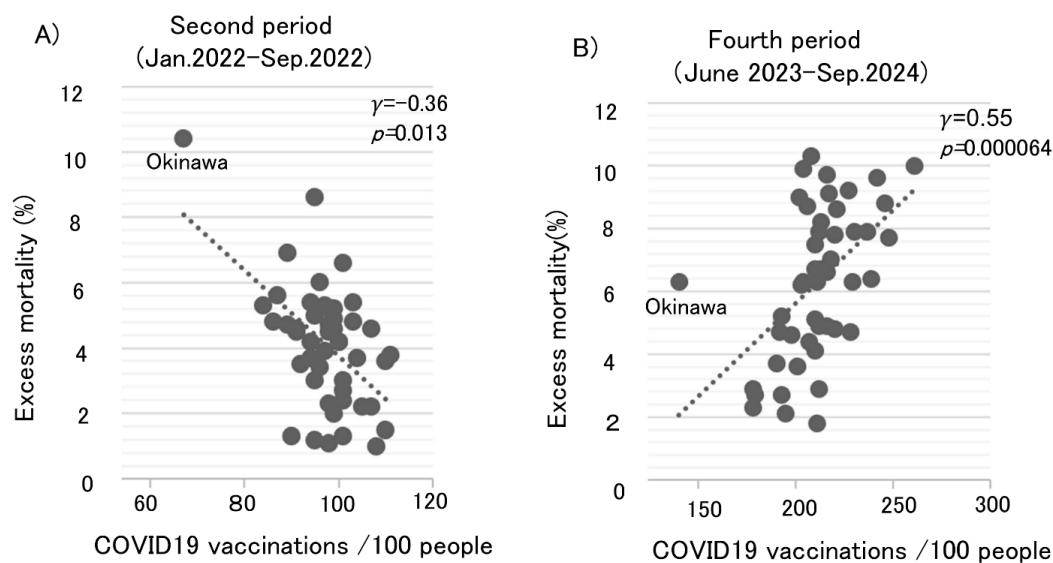 A)
Second period
(Jan.2022-Sep.2022)
12
10
8
6
4
2
0
γ=-0.36
p=0.013
Okinawa
Excess mortality (%)
60 80 100 120
COVID19 vaccinations /100 people
B)
Fourth period
(June 2023-Sep.2024)
12
10
8
6
4
2
0
γ=0.55
p=0.000064
Okinawa
Excess mortality(%)
150 200 250 300
COVID19 vaccinations /100 people